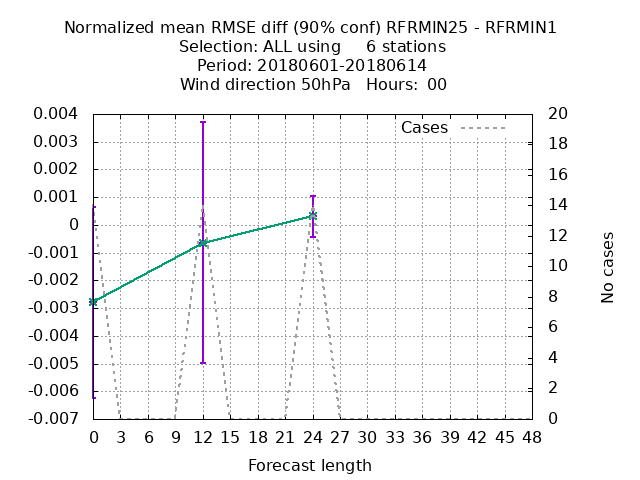 Normalized mean RMSE diff (90% conf) RFRMIN25 - RFRMIN1
Selection: ALL using     6 stations
Period: 20180601-20180614
Wind direction 50hPa   Hours:  00
Cases
0.004
0.003
0.002
0.001
0
-0.001
-0.002
-0.003
-0.004
-0.005
-0.006
-0.007
20
18
16
14
12
10
8
6
4
2
0
No cases
0 3 6 9 12 15 18 21 24 27 30 33 36 39 42 45 48
Forecast length